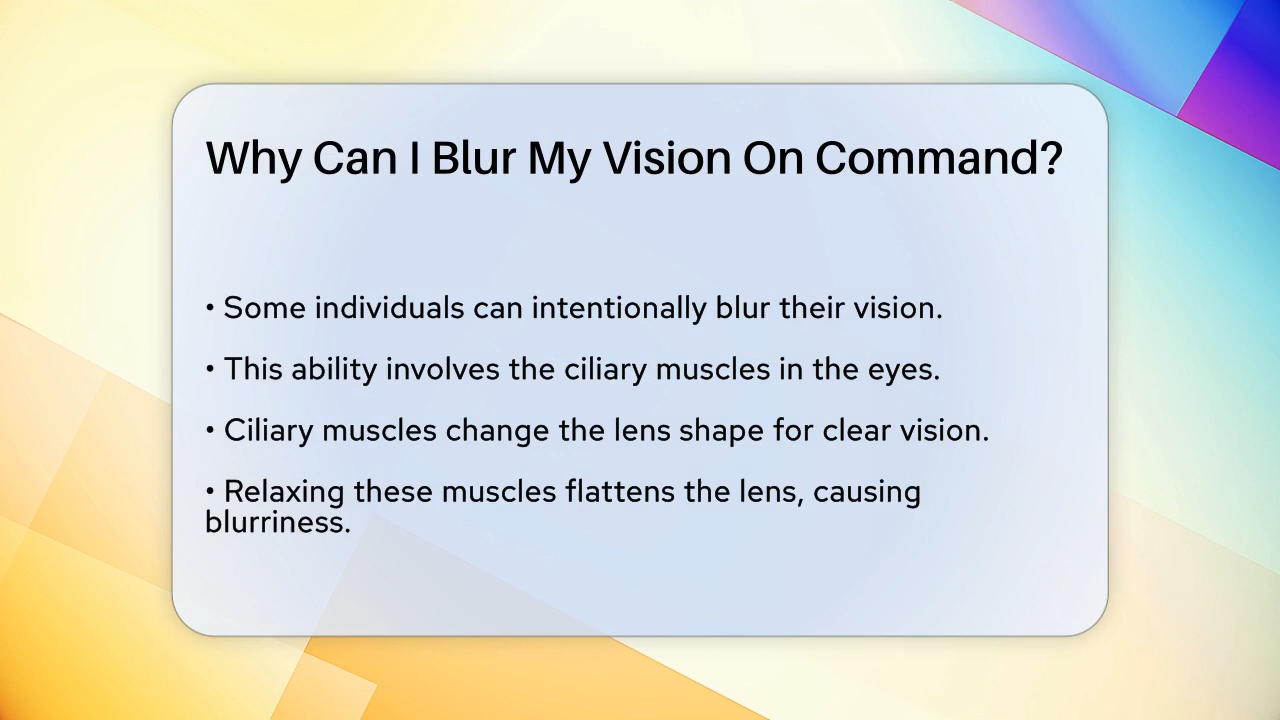 Why Can I Blur My Vision On Command?
• Some individuals can intentionally blur their vision.
• This ability involves the ciliary muscles in the eyes.
• Ciliary muscles change the lens shape for clear vision.
• Relaxing these muscles flattens the lens, causing
blurriness.